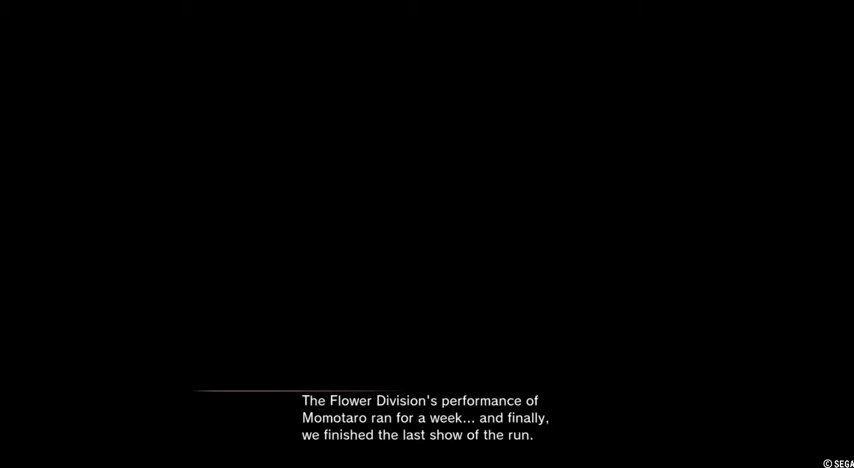 The Flower Division's performance of
Momotaro ran for a week... and finally,
we finished the last show of the run.
© SEGA